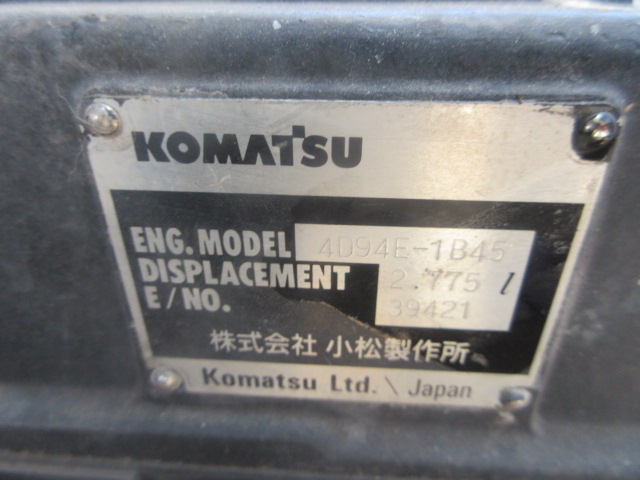 KOMATSU
ENG. MODEL 4D94E-1B45
DISPLACEMENT 2.775 l
E/NO. 39421
株式会社 小松製作所
Komatsu Ltd. \ Japan